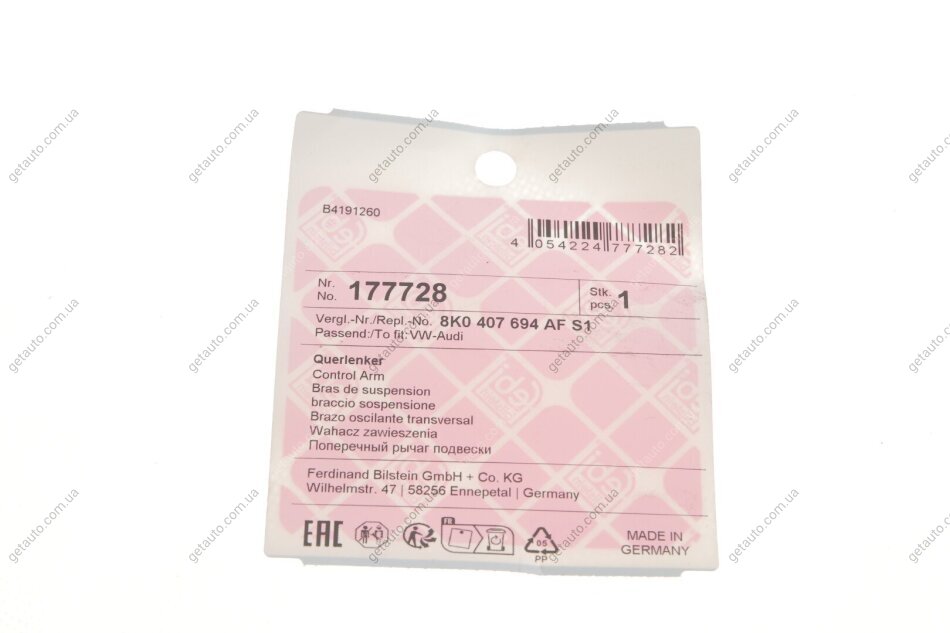 B4191260
4 054224 777282
Nr.
No. 177728
Stk.
pcs. 1
Vergl.-Nr./Repl.-No. 8K0 407 694 AF S1
Passend:/To fit:VW-Audi
Querlenker
Control Arm
Bras de suspension
braccio sospensione
Brazo oscilante transversal
Wahacz zawieszenia
Поперечный рычаг подвески
Ferdinand Bilstein GmbH + Co. KG
Wilhelmstr. 47 | 58256 Ennepetal | Germany
EAC
FR
05
PP
MADE IN
GERMANY
getauto.com.ua